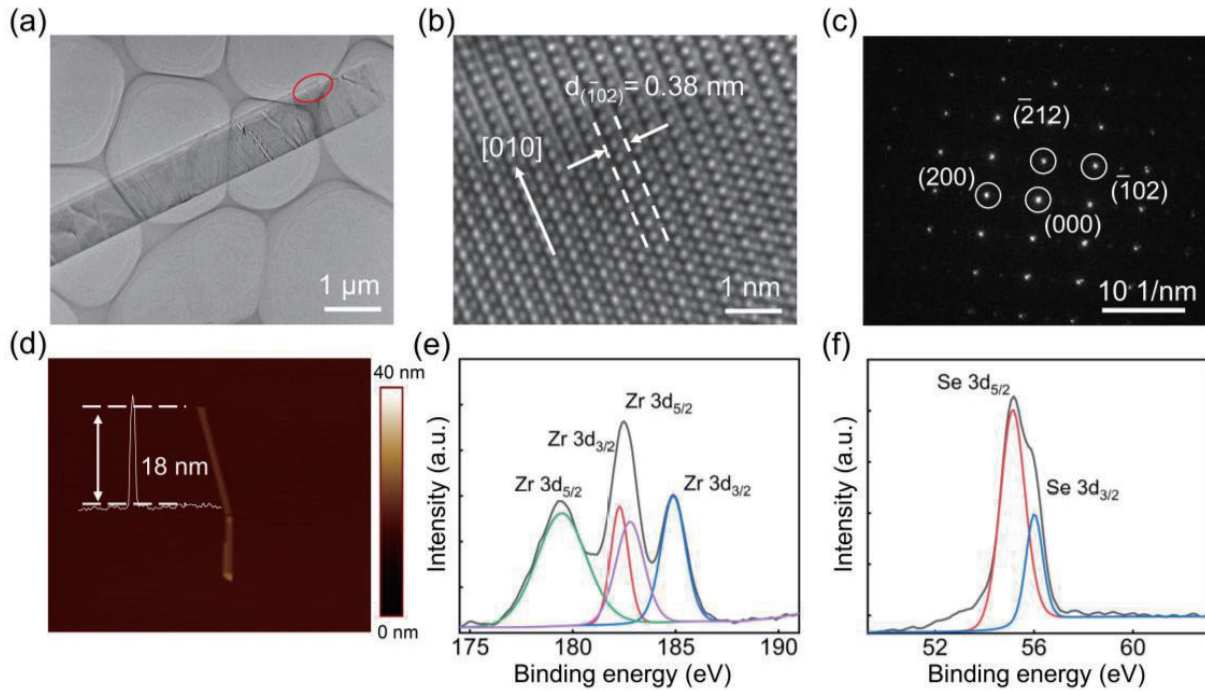 (a)
1 μm
(b)
d(1̄02) = 0.38 nm
[010]
1 nm
(c)
(2̄12)
(200)
(1̄02)
(000)
10 1/nm
(d)
40 nm
18 nm
0 nm
(e)
Intensity (a.u.)
Zr 3d5/2
Zr 3d3/2
Zr 3d5/2
Zr 3d3/2
175 180 185 190
Binding energy (eV)
(f)
Intensity (a.u.)
Se 3d5/2
Se 3d3/2
52 56 60
Binding energy (eV)